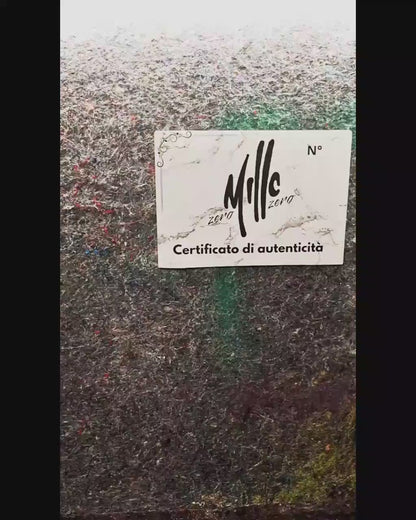 N°
Mille
zero zero
Certificato di autenticità